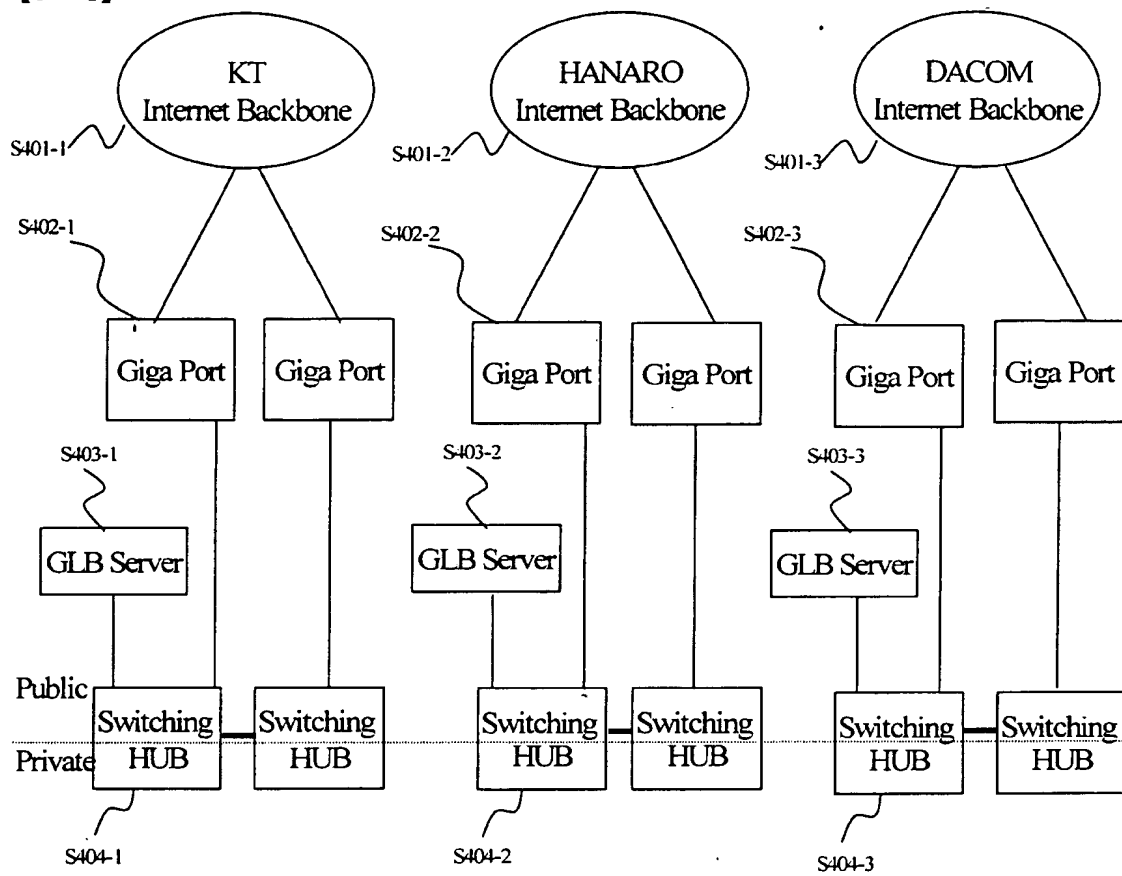 KT
Internet Backbone
HANARO
Internet Backbone
DACOM
Internet Backbone
S401-1
S401-2
S401-3
S402-1
S402-2
S402-3
Giga Port
Giga Port
Giga Port
Giga Port
Giga Port
Giga Port
S403-1
S403-2
S403-3
GLB Server
GLB Server
GLB Server
Public
Switching
HUB
Switching
HUB
Switching
HUB
Switching
HUB
Switching
HUB
Switching
HUB
Private
S404-1
S404-2
S404-3